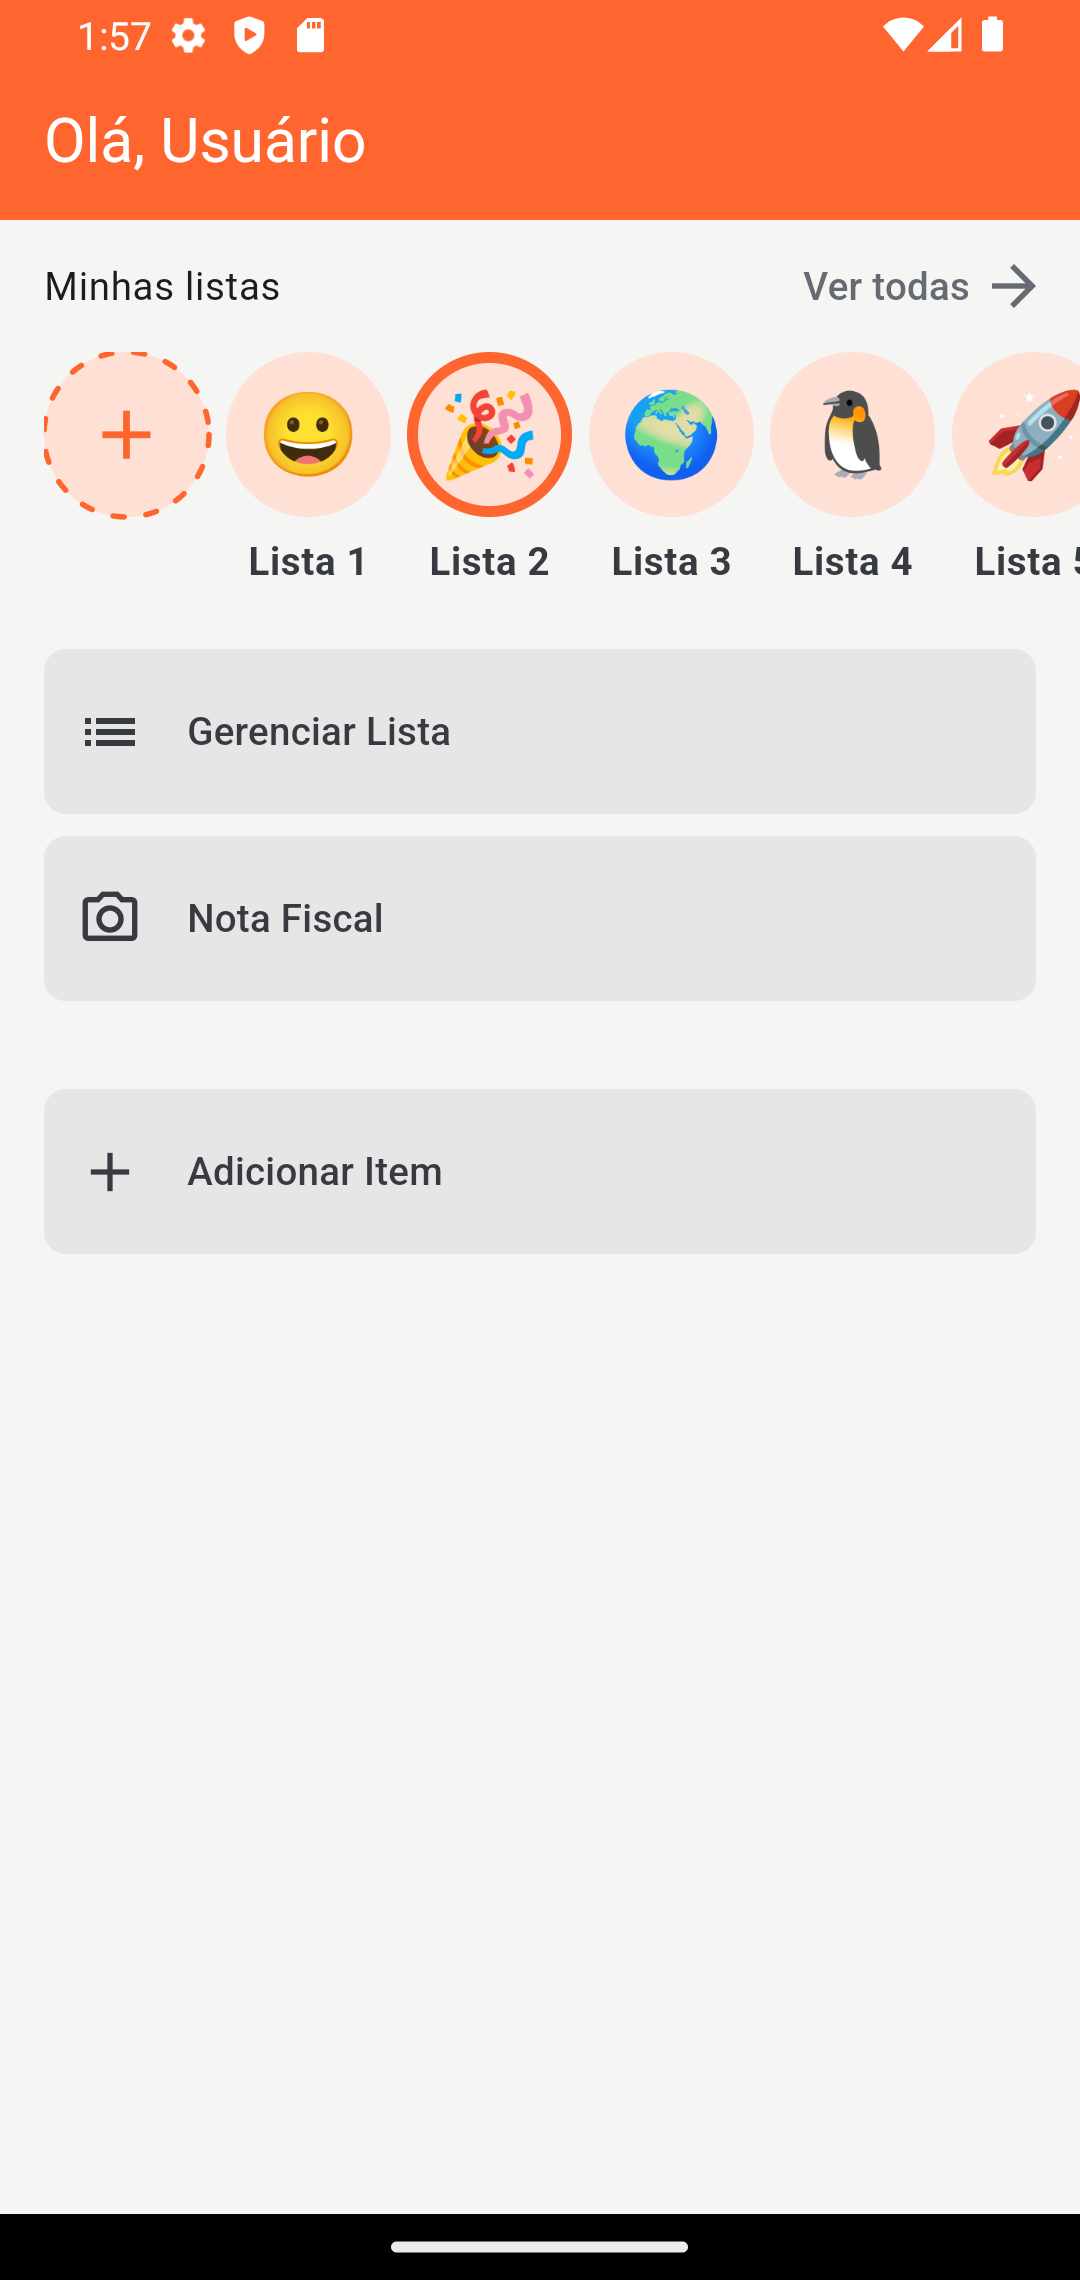 1:57
Olá, Usuário
Minhas listas
Ver todas
Lista 1
Lista 2
Lista 3
Lista 4
Lista 5
Gerenciar Lista
Nota Fiscal
Adicionar Item